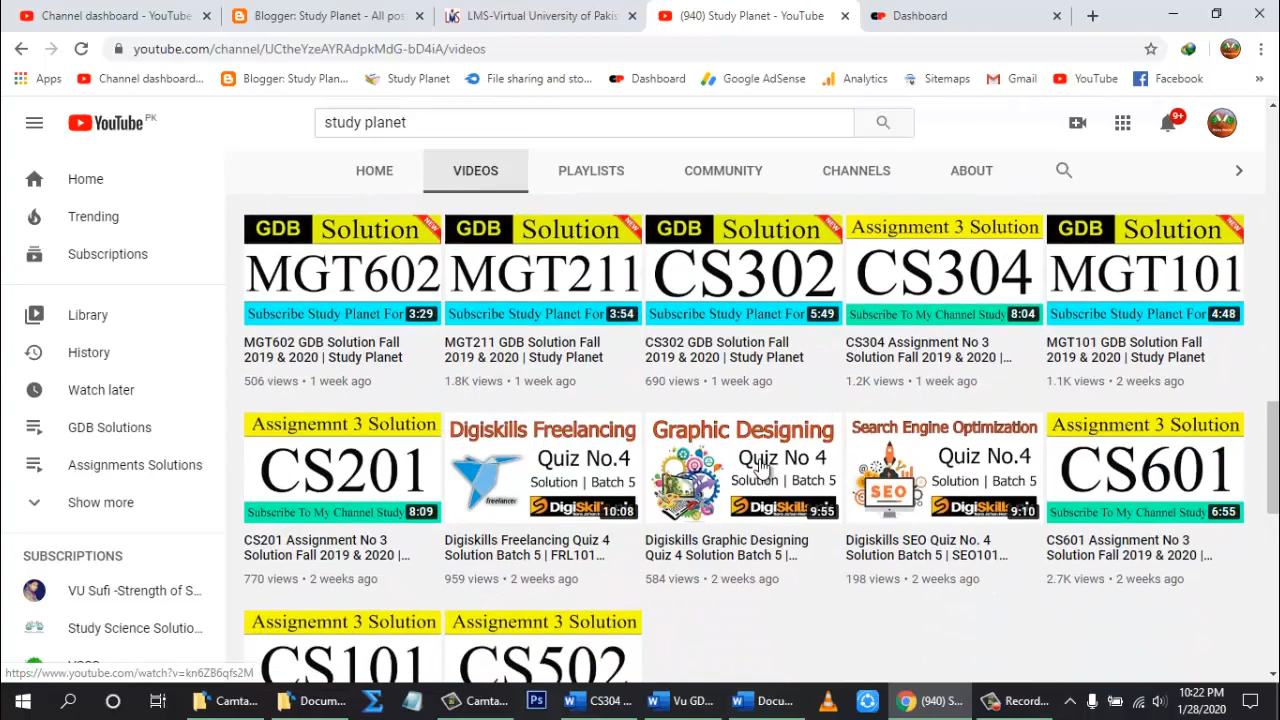 Channel dashboard - YouTube
Blogger: Study Planet - All post
LMS-Virtual University of Pakist
(940) Study Planet - YouTube
Dashboard
youtube.com/channel/UCtheYzeAYRAdpkMdG-bD4iA/videos
Apps
Channel dashboard...
Blogger: Study Plan...
Study Planet
File sharing and sto...
Dashboard
Google AdSense
Analytics
Sitemaps
Gmail
YouTube
Facebook
»
YouTube PK
study planet
9+
HOME
VIDEOS
PLAYLISTS
COMMUNITY
CHANNELS
ABOUT
Home
Trending
Subscriptions
Library
History
Watch later
GDB Solutions
Assignments Solutions
Show more
SUBSCRIPTIONS
VU Sufi -Strength of S...
Study Science Solutio...
GDB Solution NEW
MGT602
Subscribe Study Planet For 3:29
MGT602 GDB Solution Fall
2019 & 2020 | Study Planet
506 views • 1 week ago
GDB Solution NEW
MGT211
Subscribe Study Planet For 3:54
MGT211 GDB Solution Fall
2019 & 2020 | Study Planet
1.8K views • 1 week ago
GDB Solution NEW
CS302
Subscribe Study Planet For 5:49
CS302 GDB Solution Fall
2019 & 2020 | Study Planet
690 views • 1 week ago
Assignment 3 Solution
CS304
Subscribe To My Channel Study 8:04
CS304 Assignment No 3
Solution Fall 2019 & 2020 |...
1.2K views • 1 week ago
GDB Solution NEW
MGT101
Subscribe Study Planet For 4:48
MGT101 GDB Solution Fall
2019 & 2020 | Study Planet
1.1K views • 2 weeks ago
Assignemnt 3 Solution
CS201
Subscribe To My Channel Study 8:09
CS201 Assignment No 3
Solution Fall 2019 & 2020 |...
770 views • 2 weeks ago
Digiskills Freelancing
Quiz No.4
Solution | Batch 5
freelancer
DigiSkill 10:08
Digiskills Freelancing Quiz 4
Solution Batch 5 | FRL101...
959 views • 2 weeks ago
Graphic Designing
Quiz No 4
Solution | Batch 5
DigiSkill 9:55
Digiskills Graphic Designing
Quiz 4 Solution Batch 5 |...
584 views • 2 weeks ago
Search Engine Optimization
Quiz No.4
Solution | Batch 5
SEO
DigiSkill 9:10
Digiskills SEO Quiz No. 4
Solution Batch 5 | SEO101...
198 views • 2 weeks ago
Assignment 3 Solution
CS601
Subscribe To My Channel Study 6:55
CS601 Assignment No 3
Solution Fall 2019 & 2020 |...
2.7K views • 2 weeks ago
Assignemnt 3 Solution
CS101
Assignemnt 3 Solution
CS502
https://www.youtube.com/watch?v=kn6ZB6qfs2M
Camta...
Docum...
Camta...
Ps
CS304 ...
Vu GD...
Docu...
(940) S...
Record...
10:22 PM
1/28/2020